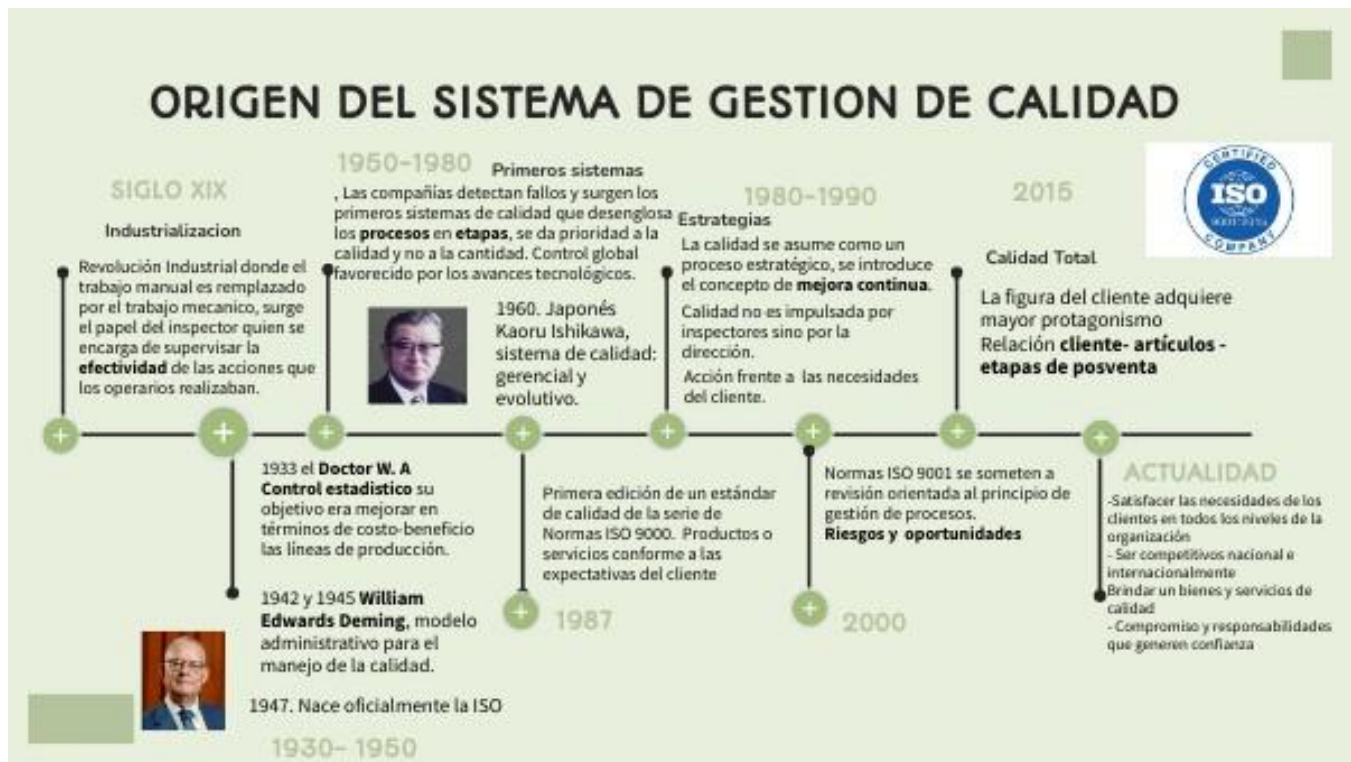 ORIGEN DEL SISTEMA DE GESTION DE CALIDAD
SIGLO XIX
Industrializacion
Revolución Industrial donde el
trabajo manual es remplazado
por el trabajo mecanico, surge
el papel del inspector quien se
encarga de supervisar la
efectividad de las acciones que
los operarios realizaban.
1933 el Doctor W. A
Control estadistico su
objetivo era mejorar en
términos de costo-beneficio
las líneas de producción.
1942 y 1945 William
Edwards Deming, modelo
administrativo para el
manejo de la calidad.
1947. Nace oficialmente la ISO
1930- 1950
1950-1980
Primeros sistemas
, Las compañías detectan fallos y surgen los
primeros sistemas de calidad que desenglosa
los procesos en etapas, se da prioridad a la
calidad y no a la cantidad. Control global
favorecido por los avances tecnológicos.
1960. Japonés
Kaoru Ishikawa,
sistema de calidad:
gerencial y
evolutivo.
Primera edición de un estándar
de calidad de la serie de
Normas ISO 9000. Productos o
servicios conforme a las
expectativas del cliente
1987
1980-1990
Estrategias
La calidad se asume como un
proceso estratégico, se introduce
el concepto de mejora continua.
Calidad no es impulsada por
inspectores sino por la
dirección.
Acción frente a las necesidades
del cliente.
Normas ISO 9001 se someten a
revisión orientada al principio de
gestión de procesos.
Riesgos y oportunidades
2000
2015
Calidad Total
La figura del cliente adquiere
mayor protagonismo
Relación cliente- artículos -
etapas de posventa
CERTIFIED
ISO
COMPANY
ACTUALIDAD
-Satisfacer las necesidades de los
clientes en todos los niveles de la
organización
- Ser competitivos nacional e
internacionalmente
Brindar un bienes y servicios de
calidad
- Compromiso y responsabilidades
que generen confianza